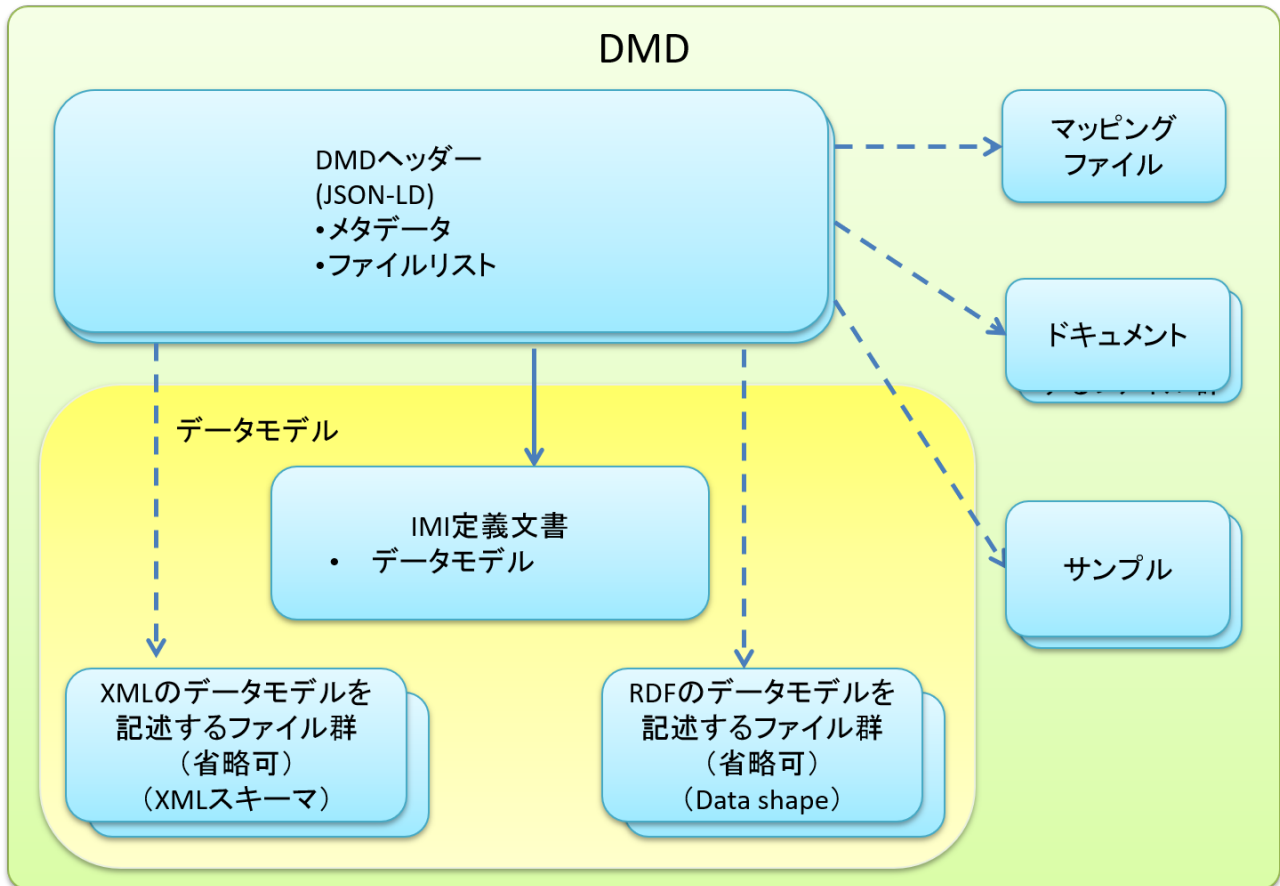 DMD
DMDヘッダー
(JSON-LD)
•メタデータ
•ファイルリスト
マッピング
ファイル
ドキュメント
サンプル
データモデル
IMI定義文書
• データモデル
XMLのデータモデルを
記述するファイル群
（省略可）
（XMLスキーマ）
RDFのデータモデルを
記述するファイル群
（省略可）
（Data shape）